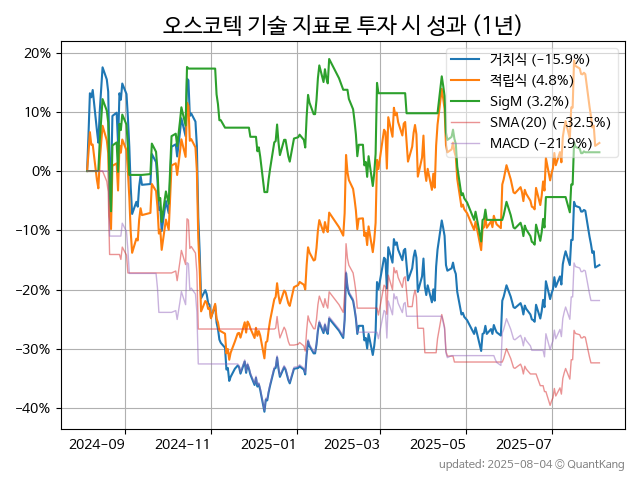 오스코텍 기술 지표로 투자 시 성과 (1년)
거치식 (−15.9%)
적립식 (4.8%)
SigM (3.2%)
SMA(20) (−32.5%)
MACD (−21.9%)
20%
10%
0%
−10%
−20%
−30%
−40%
2024-09
2024-11
2025-01
2025-03
2025-05
2025-07
updated: 2025-08-04 © QuantKang